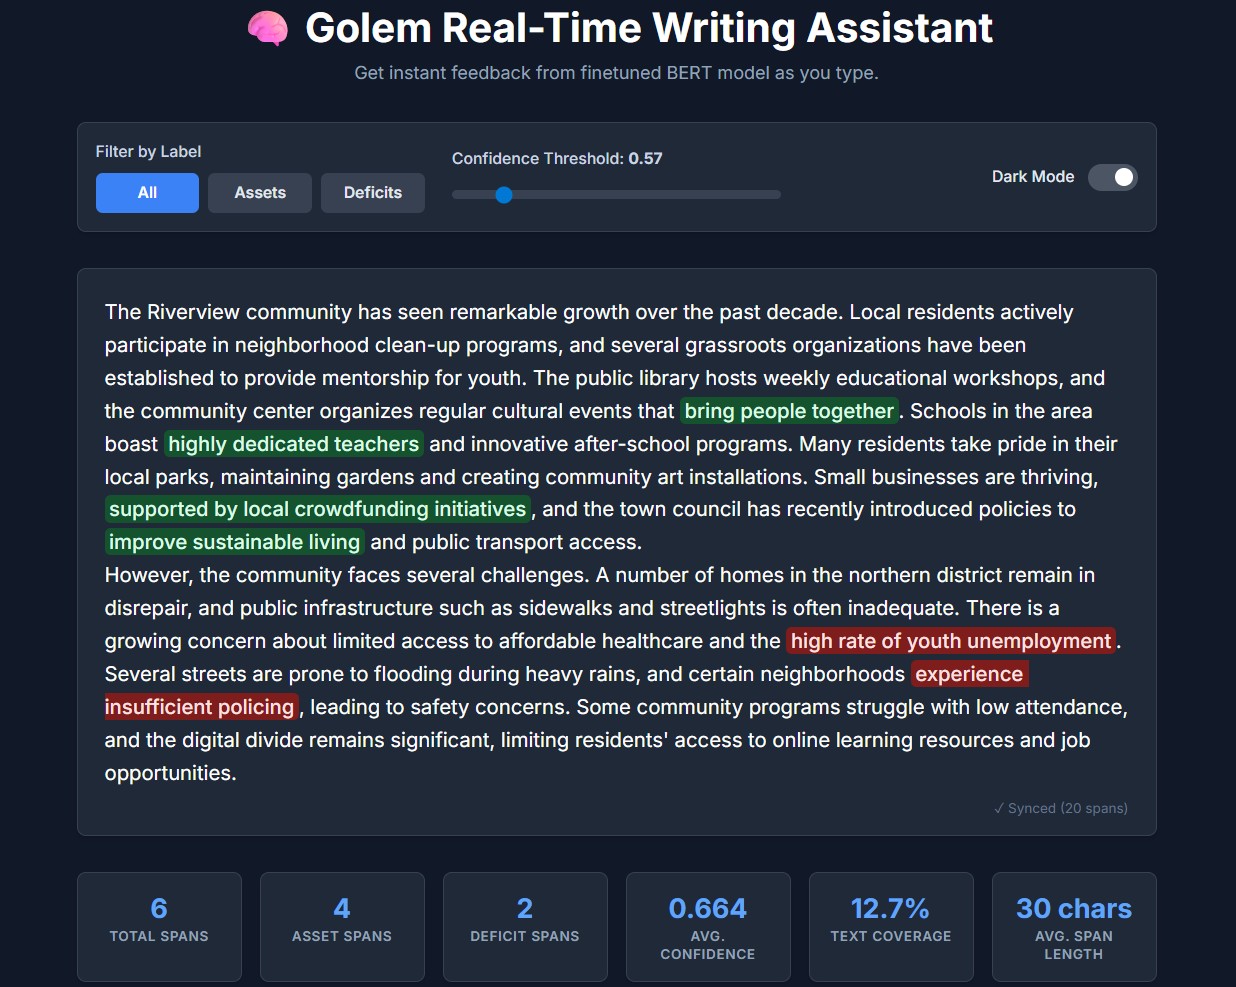 Golem Real-Time Writing Assistant
Get instant feedback from finetuned BERT model as you type.
Filter by Label
All Assets Deficits
Confidence Threshold: 0.57
Dark Mode
The Riverview community has seen remarkable growth over the past decade. Local residents actively
participate in neighborhood clean-up programs, and several grassroots organizations have been
established to provide mentorship for youth. The public library hosts weekly educational workshops, and
the community center organizes regular cultural events that bring people together. Schools in the area
boast highly dedicated teachers and innovative after-school programs. Many residents take pride in their
local parks, maintaining gardens and creating community art installations. Small businesses are thriving,
supported by local crowdfunding initiatives, and the town council has recently introduced policies to
improve sustainable living and public transport access.
However, the community faces several challenges. A number of homes in the northern district remain in
disrepair, and public infrastructure such as sidewalks and streetlights is often inadequate. There is a
growing concern about limited access to affordable healthcare and the high rate of youth unemployment.
Several streets are prone to flooding during heavy rains, and certain neighborhoods experience
insufficient policing, leading to safety concerns. Some community programs struggle with low attendance,
and the digital divide remains significant, limiting residents' access to online learning resources and job
opportunities.
✓ Synced (20 spans)
6
TOTAL SPANS
4
ASSET SPANS
2
DEFICIT SPANS
0.664
AVG.
CONFIDENCE
12.7%
TEXT COVERAGE
30 chars
AVG. SPAN
LENGTH